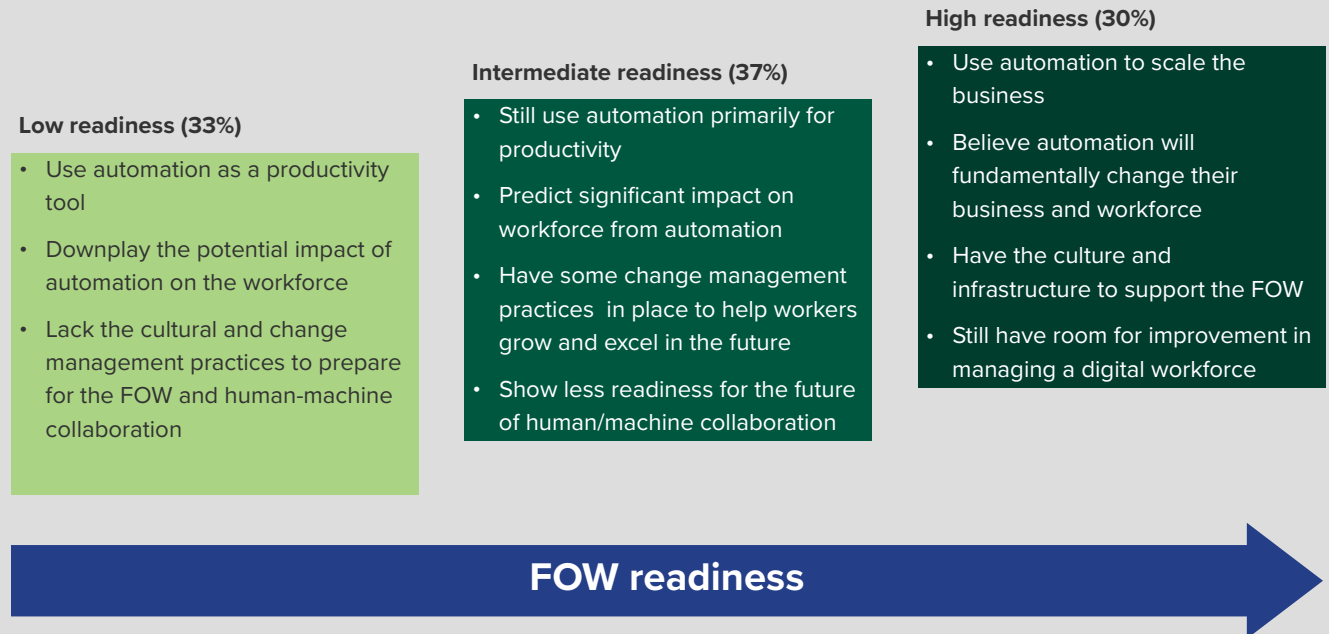 Low readiness (33%)
• Use automation as a productivity
tool
• Downplay the potential impact of
automation on the workforce
• Lack the cultural and change
management practices to prepare
for the FOW and human-machine
collaboration
Intermediate readiness (37%)
• Still use automation primarily for
productivity
• Predict significant impact on
workforce from automation
• Have some change management
practices in place to help workers
grow and excel in the future
• Show less readiness for the future
of human/machine collaboration
High readiness (30%)
• Use automation to scale the
business
• Believe automation will
fundamentally change their
business and workforce
• Have the culture and
infrastructure to support the FOW
• Still have room for improvement in
managing a digital workforce
FOW readiness